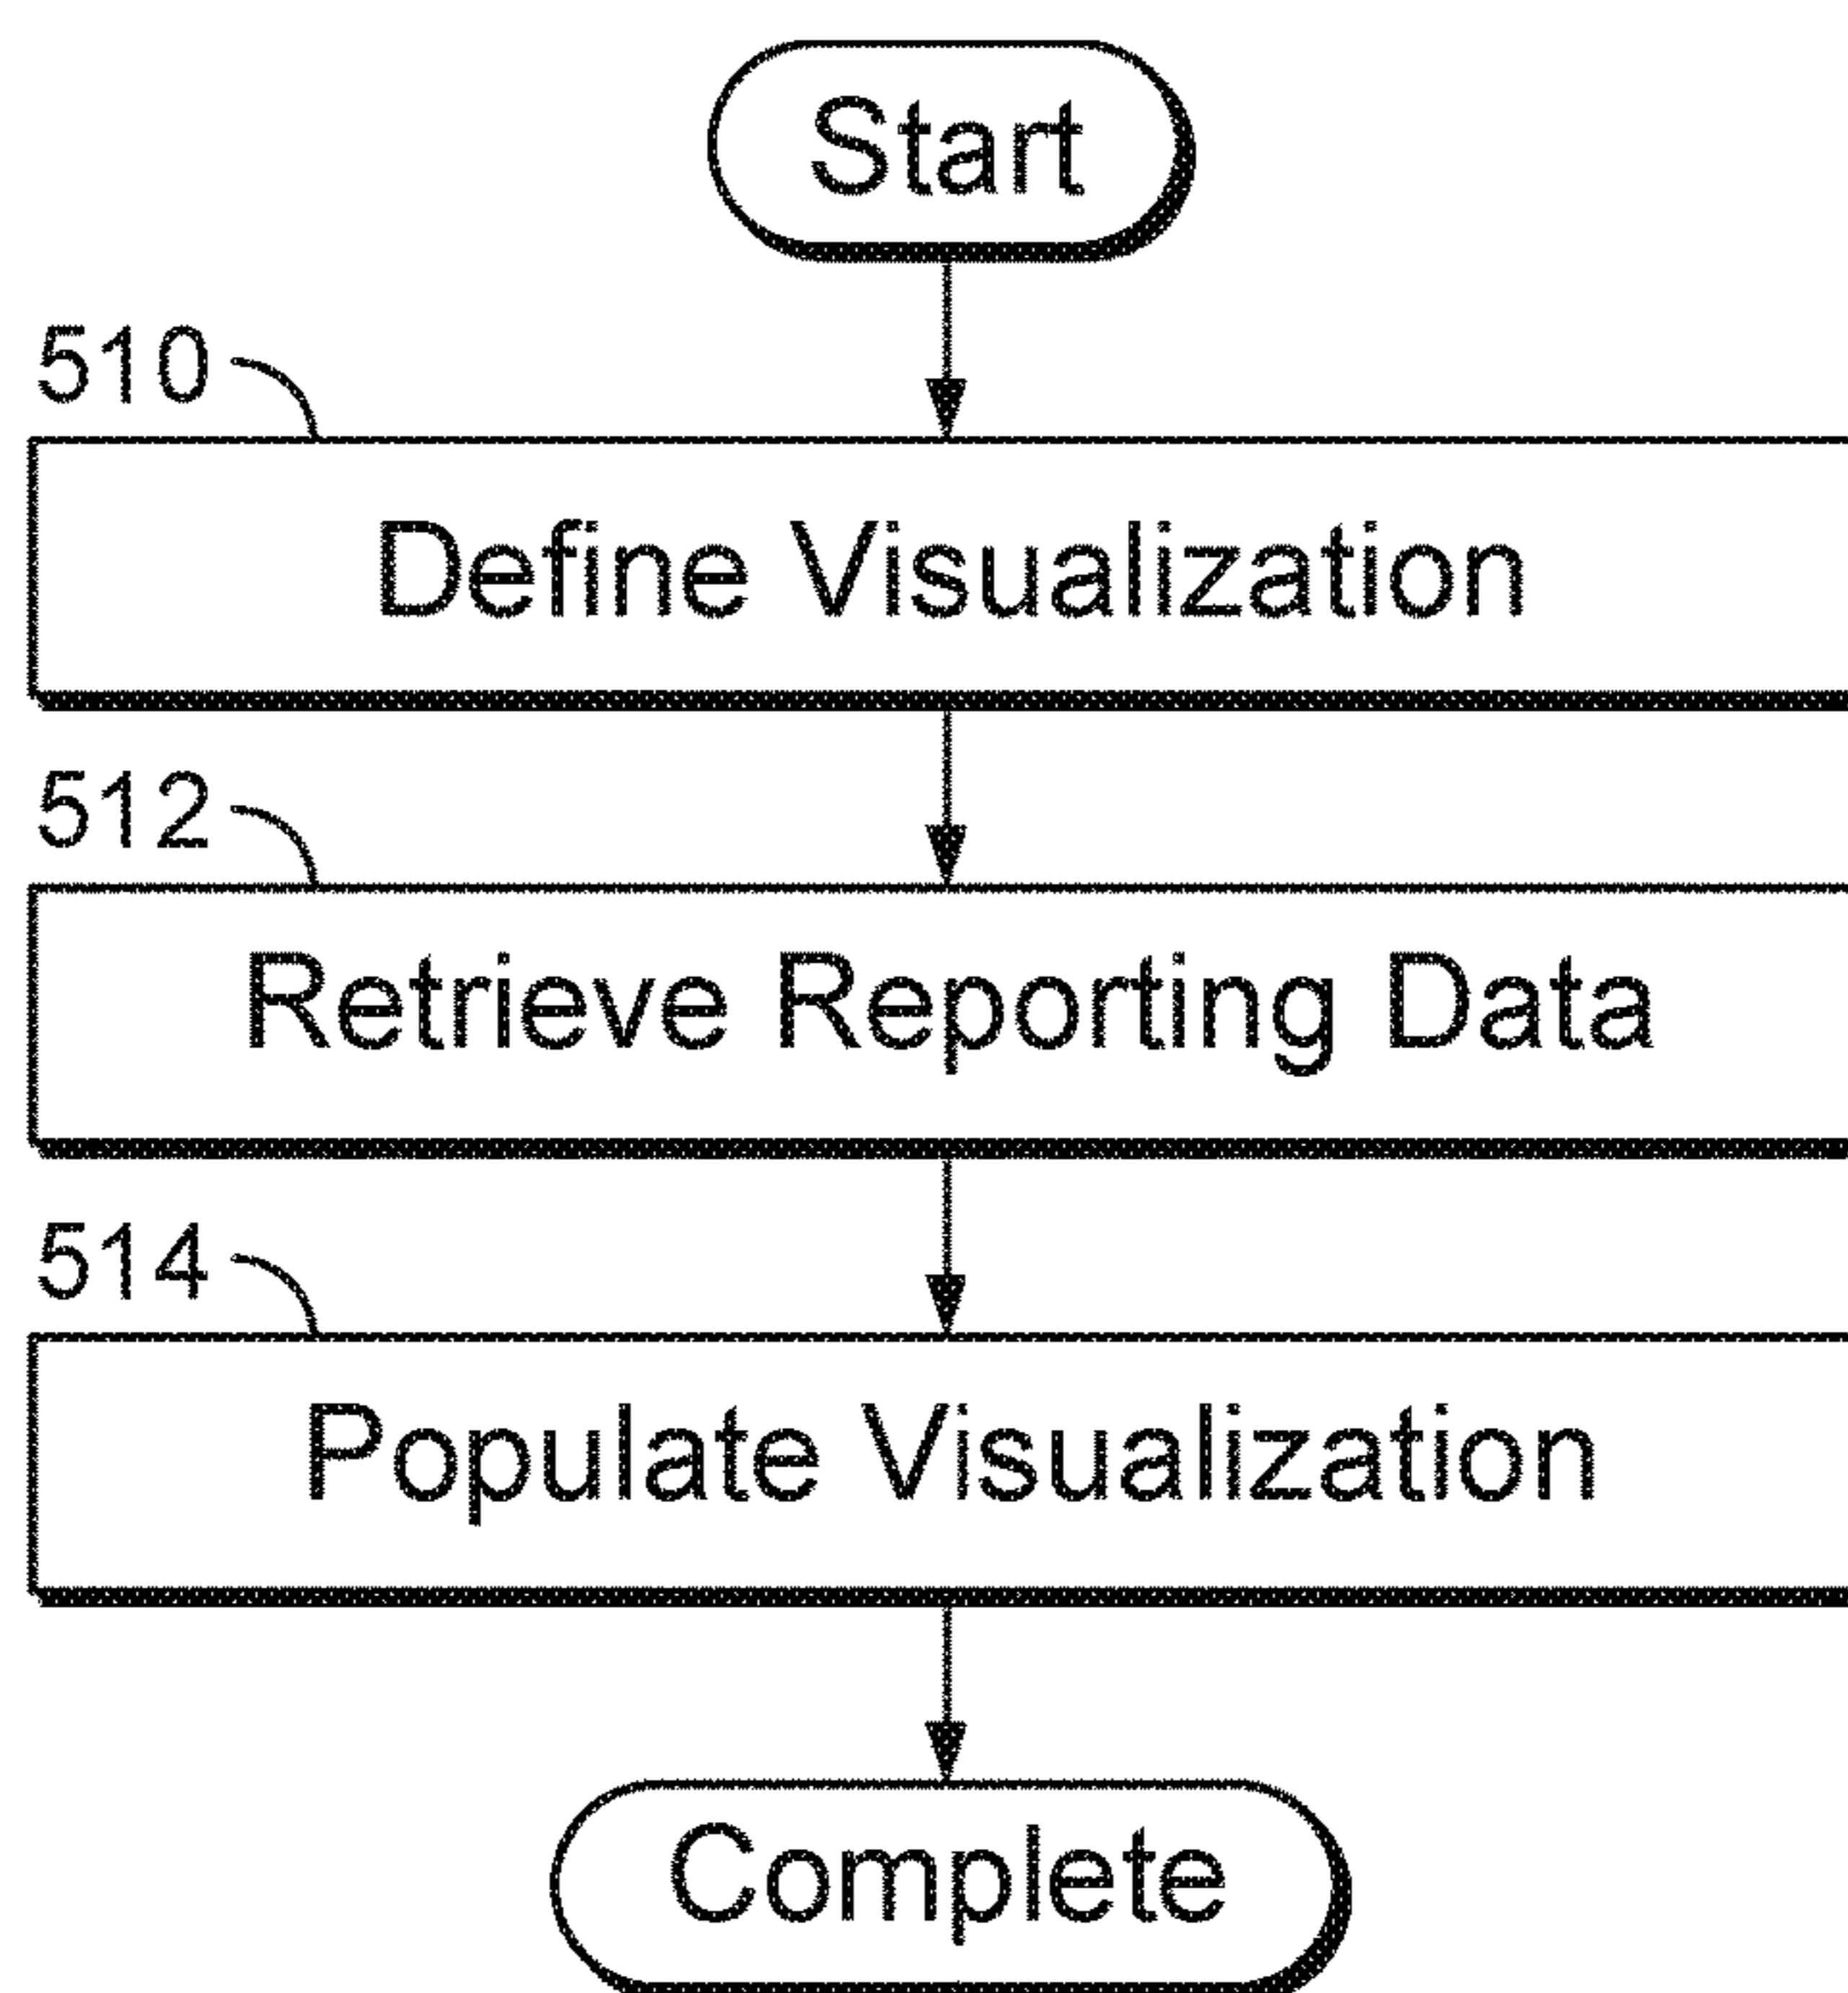 Start
510
Define Visualization
512
Retrieve Reporting Data
514
Populate Visualization
Complete